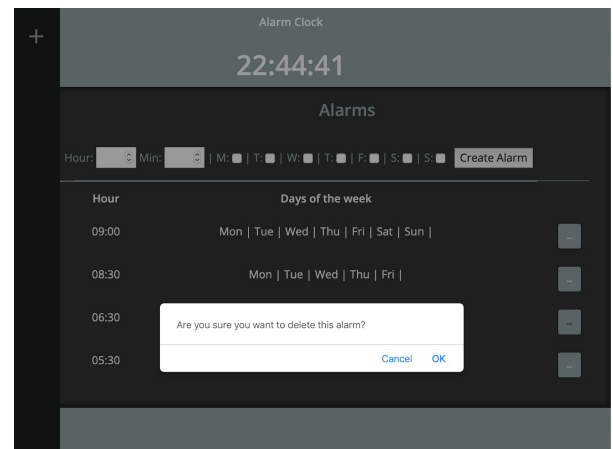 +
Alarm Clock
22:44:41
Alarms
Hour: Min: | M: | T: | W: | T: | F: | S: | S: Create Alarm
Hour Days of the week
09:00 Mon | Tue | Wed | Thu | Fri | Sat | Sun | -
08:30 Mon | Tue | Wed | Thu | Fri | -
06:30 -
Are you sure you want to delete this alarm?
05:30 -
Cancel OK